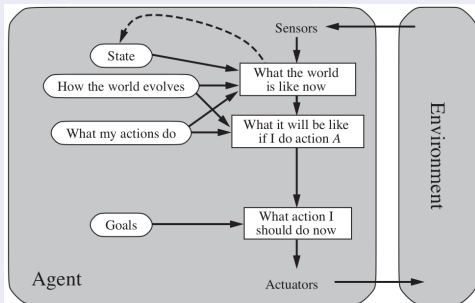 Sensors
State
What the world
is like now
How the world evolves
What it will be like
if I do action A
What my actions do
What action I
should do now
Goals
Agent
Actuators
Environment